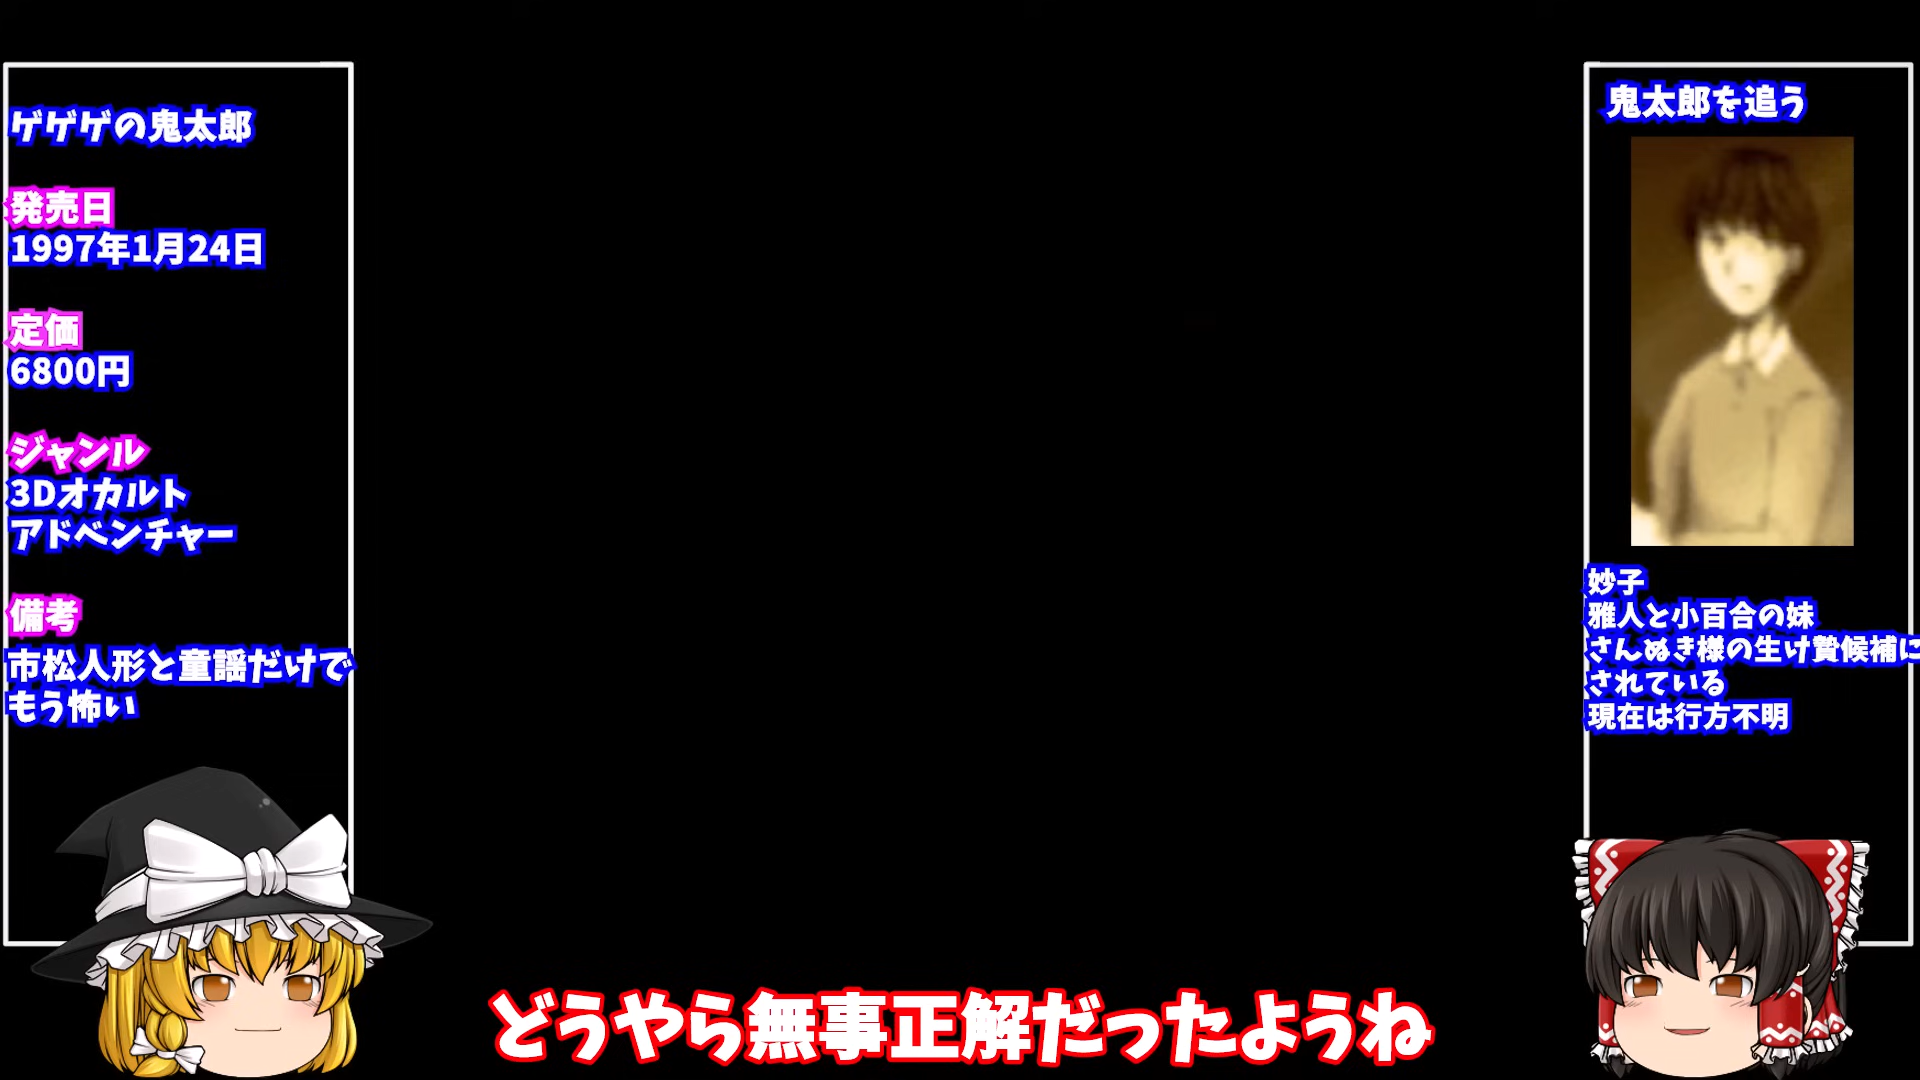 ゲゲゲの鬼太郎
発売日
1997年1月24日
定価
6800円
ジャンル
3Dオカルト
アドベンチャー
備考
市松人形と童謡だけで
もう怖い
鬼太郎を追う
妙子
雅人と小百合の妹
さんぬき様の生け贄候補に
されている
現在は行方不明
どうやら無事正解だったようね